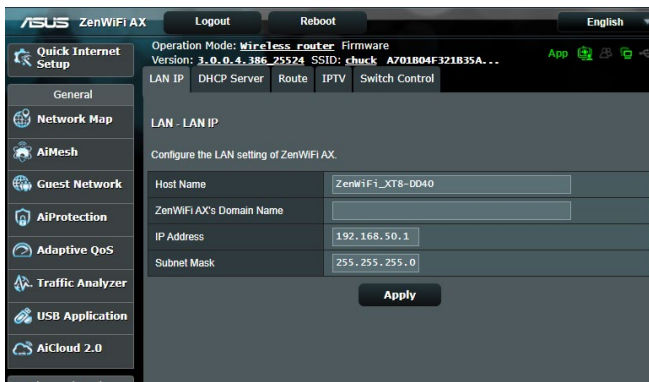 ASUS ZenWiFi AX Logout Reboot English
Quick Internet Setup
Operation Mode: Wireless router Firmware
Version: 3.0.0.4.386_25524 SSID: chuck A701B04F321B35A...
App
LAN IP DHCP Server Route IPTV Switch Control
General
Network Map
AiMesh
Guest Network
AiProtection
Adaptive QoS
Traffic Analyzer
USB Application
AiCloud 2.0
LAN - LAN IP
Configure the LAN setting of ZenWiFi AX.
Host Name ZenWiFi_XT8-DD40
ZenWiFi AX's Domain Name
IP Address 192.168.50.1
Subnet Mask 255.255.255.0
Apply